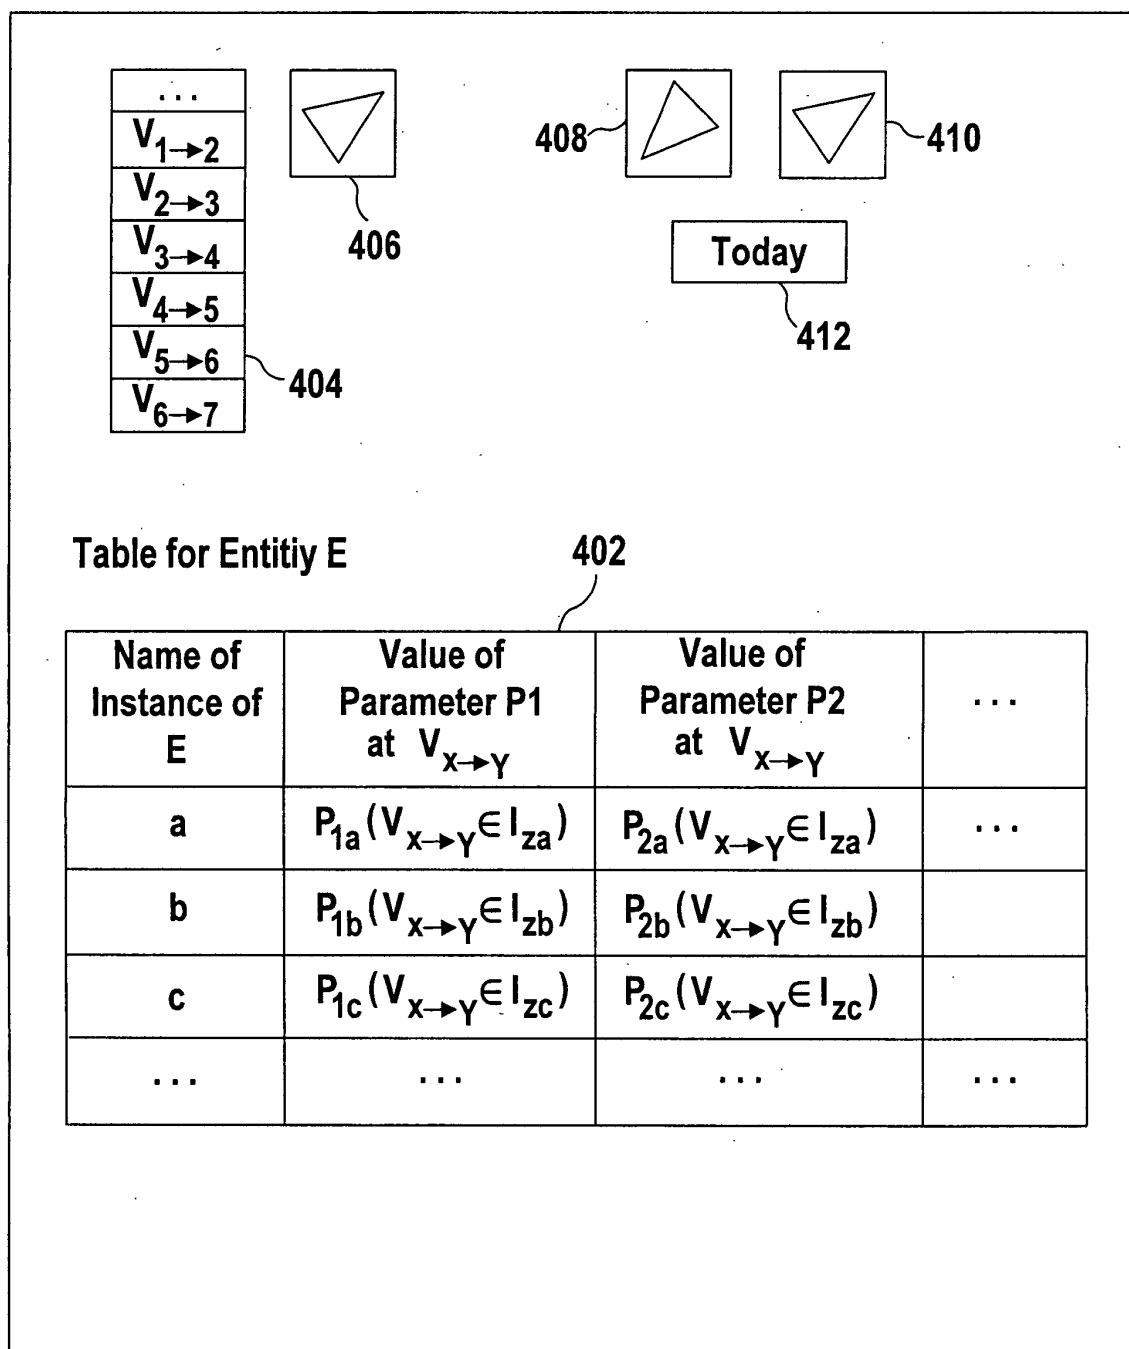 ...
V1→2
V2→3
V3→4
V4→5
V5→6
V6→7
404
406
408
410
Today
412
Table for Entitiy E
402
Name of Instance of E
Value of Parameter P1 at VX→Y
Value of Parameter P2 at VX→Y
...
a
P1a(VX→Y∈Iza)
P2a(VX→Y∈Iza)
...
b
P1b(VX→Y∈Izb)
P2b(VX→Y∈Izb)
c
P1c(VX→Y∈Izc)
P2c(VX→Y∈Izc)
...
...
...
...